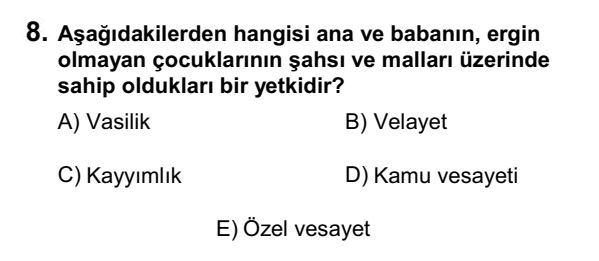 8. Aşağıdakilerden hangisi ana ve babanın, ergin
olmayan çocuklarının şahsı ve malları üzerinde
sahip oldukları bir yetkidir?
A) Vasilik B) Velayet
C) Kayyımlık D) Kamu vesayeti
E) Özel vesayet